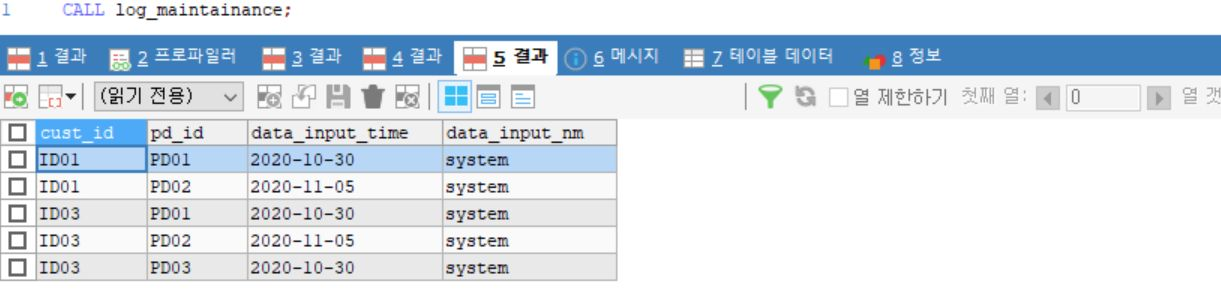 1 CALL log_maintainance;
1 결과 2 프로파일러 3 결과 4 결과 5 결과 6 메시지 7 테이블 데이터 8 정보
(읽기 전용) 열 제한하기 첫째 열: 0 열 갯
cust_id pd_id data_input_time data_input_nm
ID01 PD01 2020-10-30 system
ID01 PD02 2020-11-05 system
ID03 PD01 2020-10-30 system
ID03 PD02 2020-11-05 system
ID03 PD03 2020-10-30 system